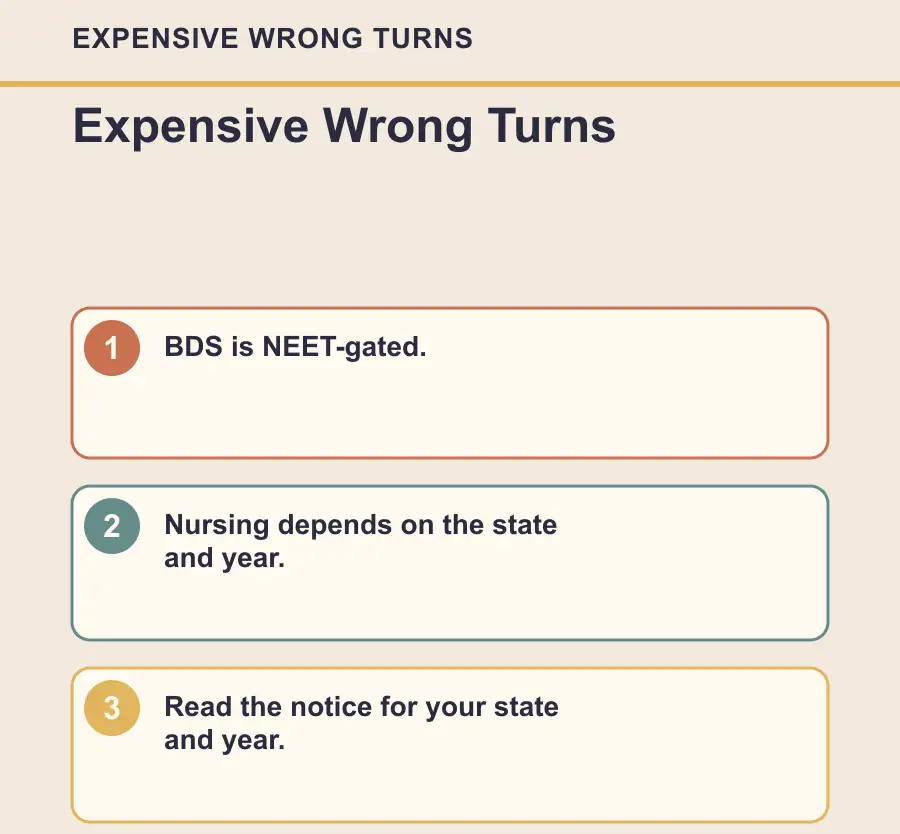 EXPENSIVE WRONG TURNS
Expensive Wrong Turns
1
BDS is NEET-gated.
2
Nursing depends on the state
and year.
3
Read the notice for your state
and year.